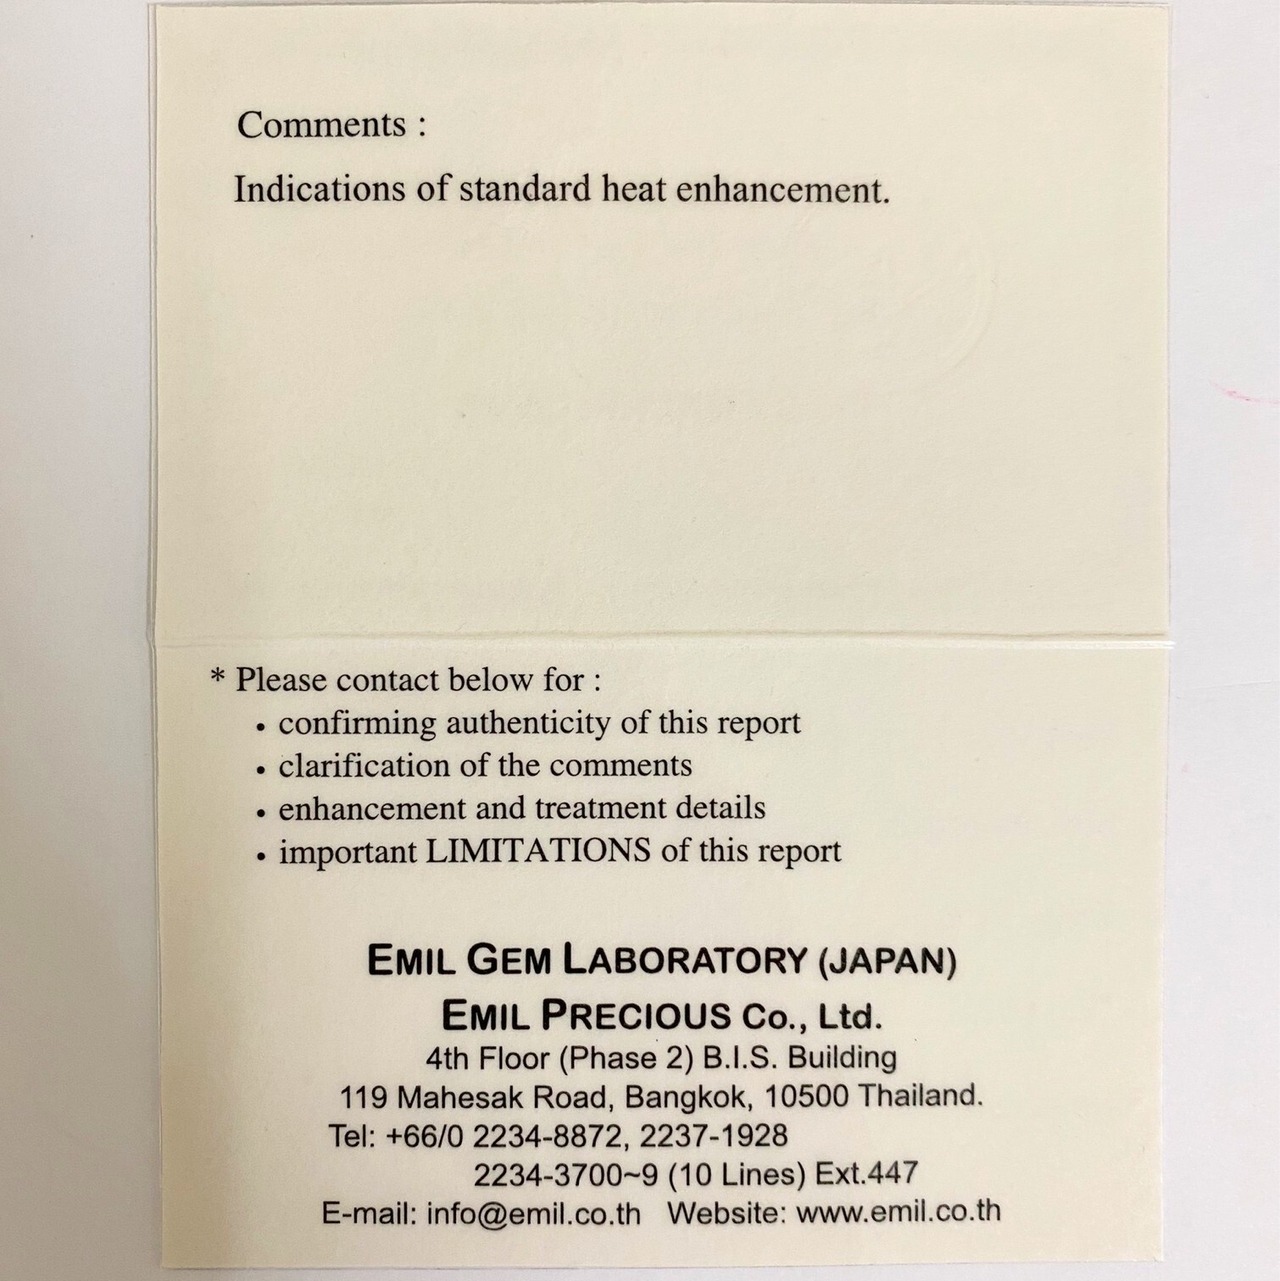 Comments :
Indications of standard heat enhancement.
* Please contact below for :
• confirming authenticity of this report
• clarification of the comments
• enhancement and treatment details
• important LIMITATIONS of this report
EMIL GEM LABORATORY (JAPAN)
EMIL PRECIOUS Co., Ltd.
4th Floor (Phase 2) B.I.S. Building
119 Mahesak Road, Bangkok, 10500 Thailand.
Tel: +66/0 2234-8872, 2237-1928
2234-3700~9 (10 Lines) Ext.447
E-mail: info@emil.co.th   Website: www.emil.co.th